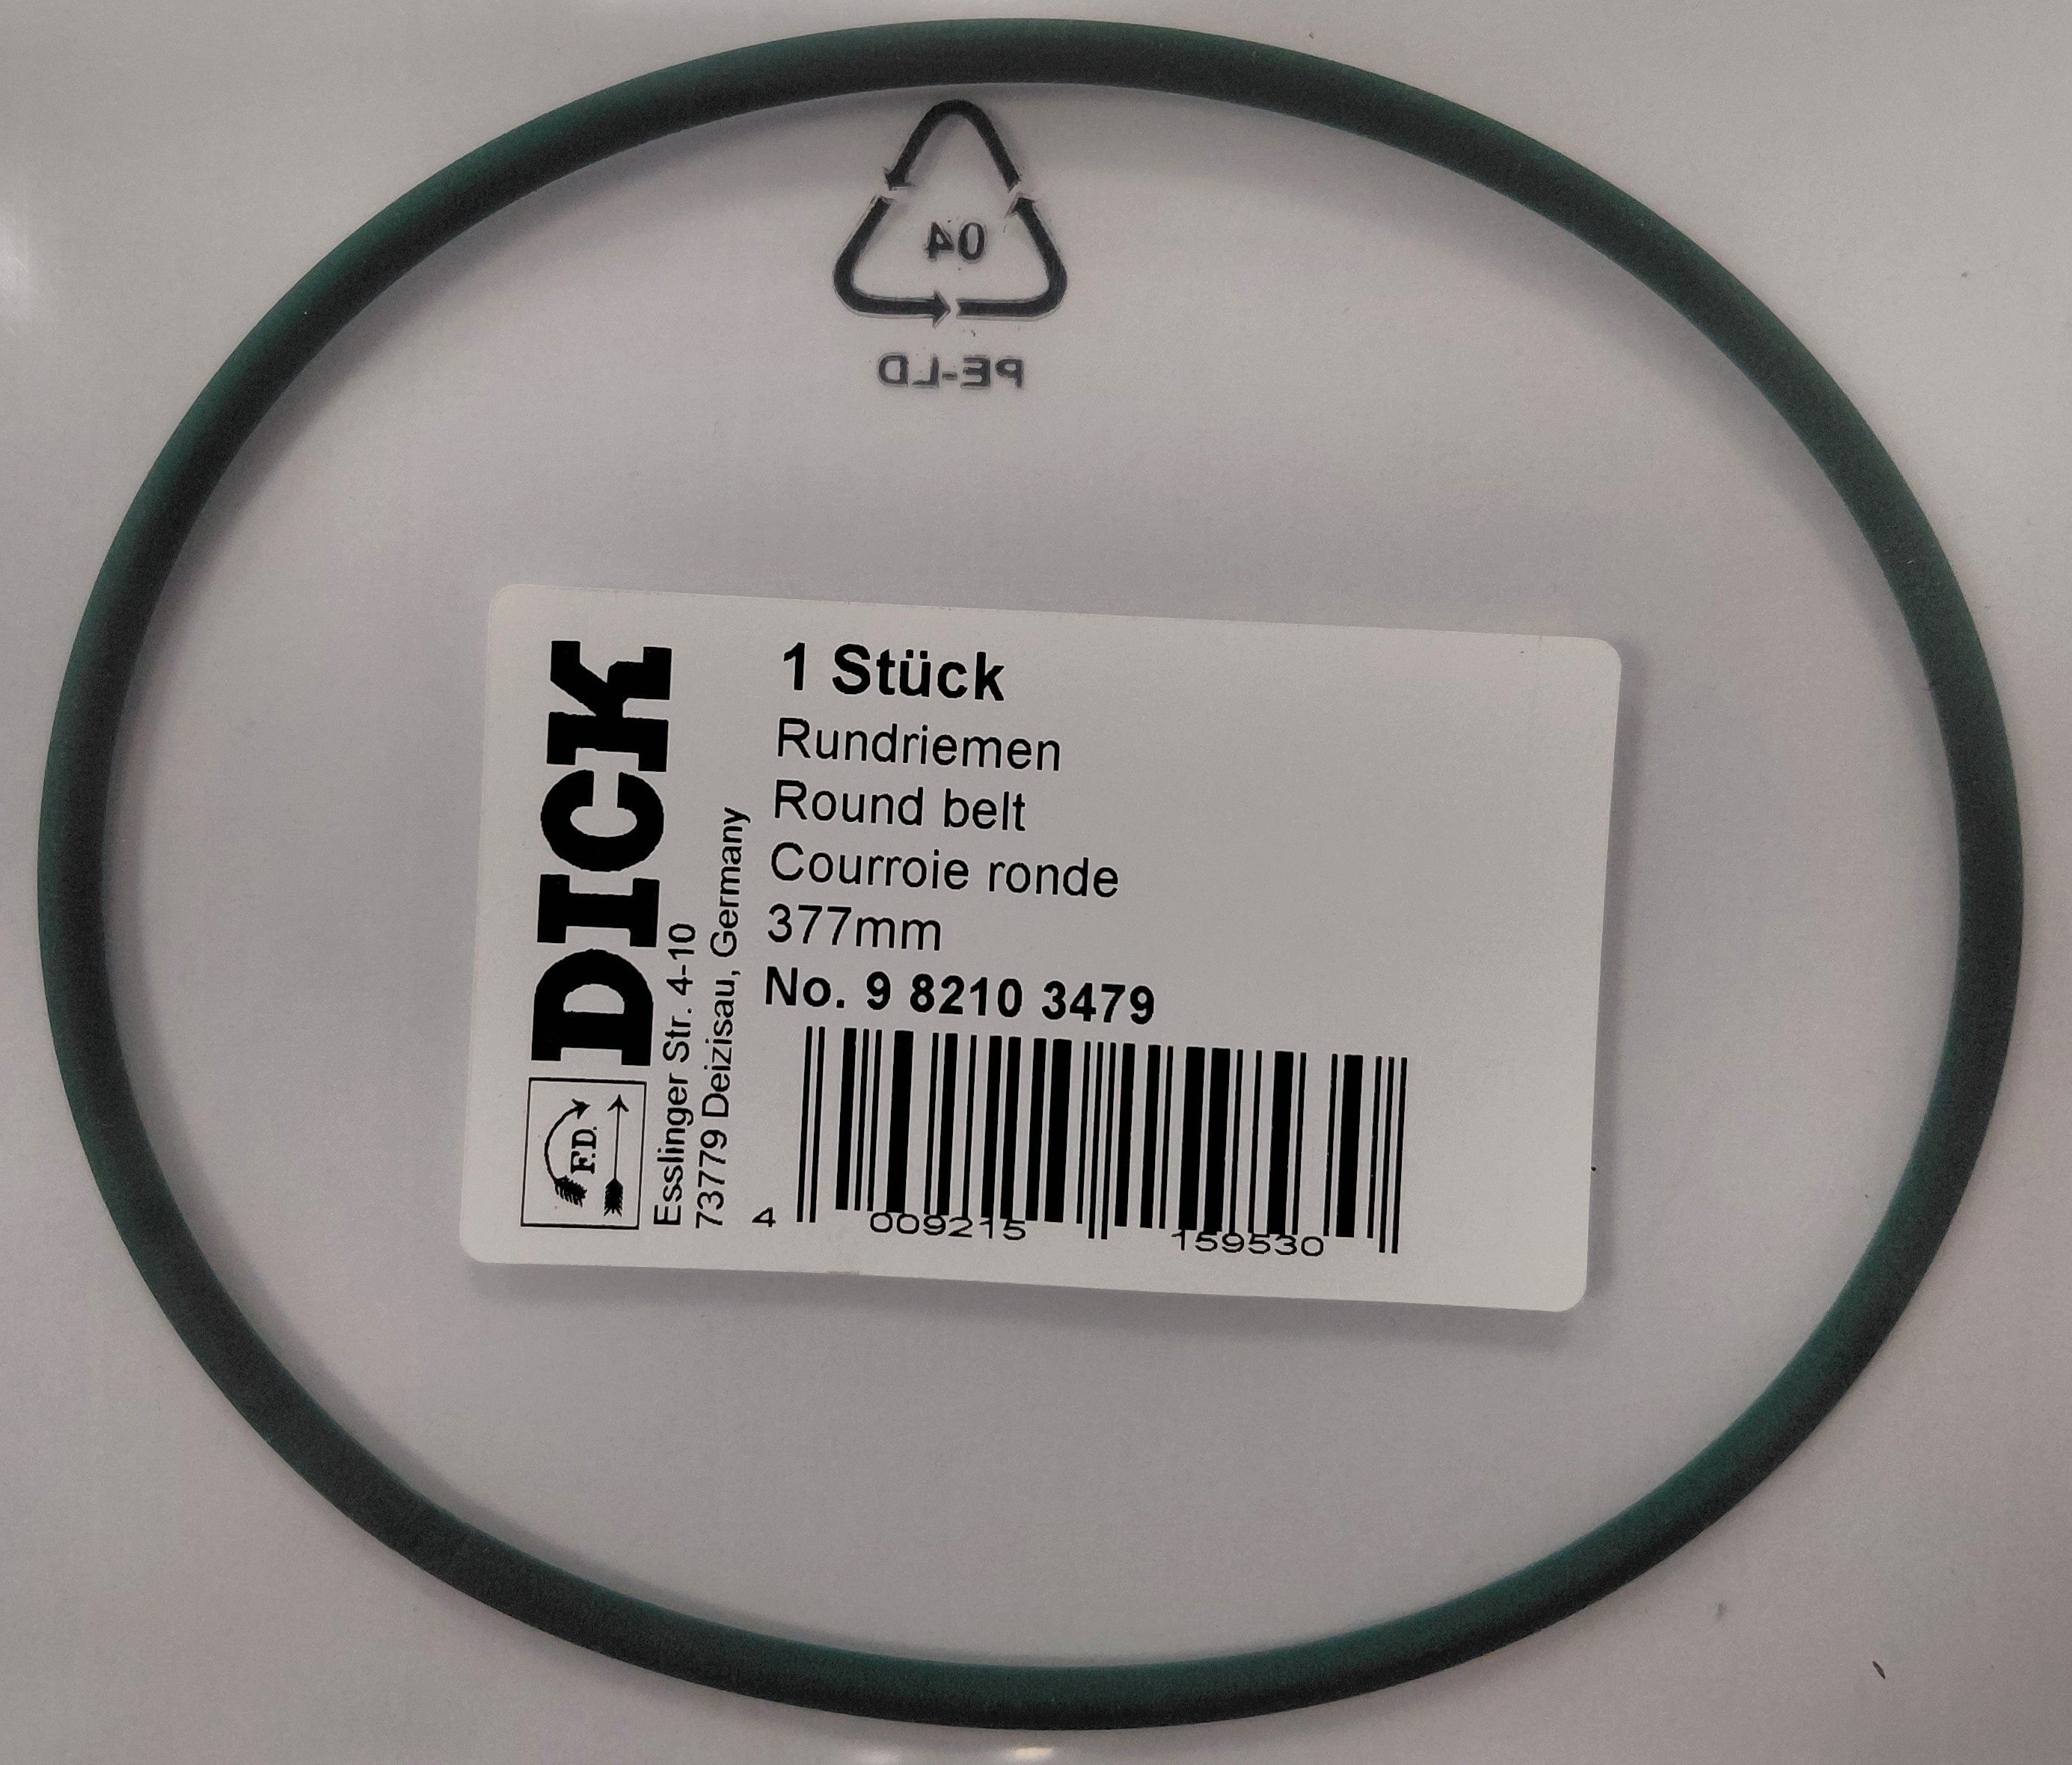 04
PE-LD
DICK
F.D.
Esslinger Str. 4-10
73779 Deizisau, Germany
1 Stück
Rundriemen
Round belt
Courroie ronde
377mm
No. 9 8210 3479
4 009215 159530